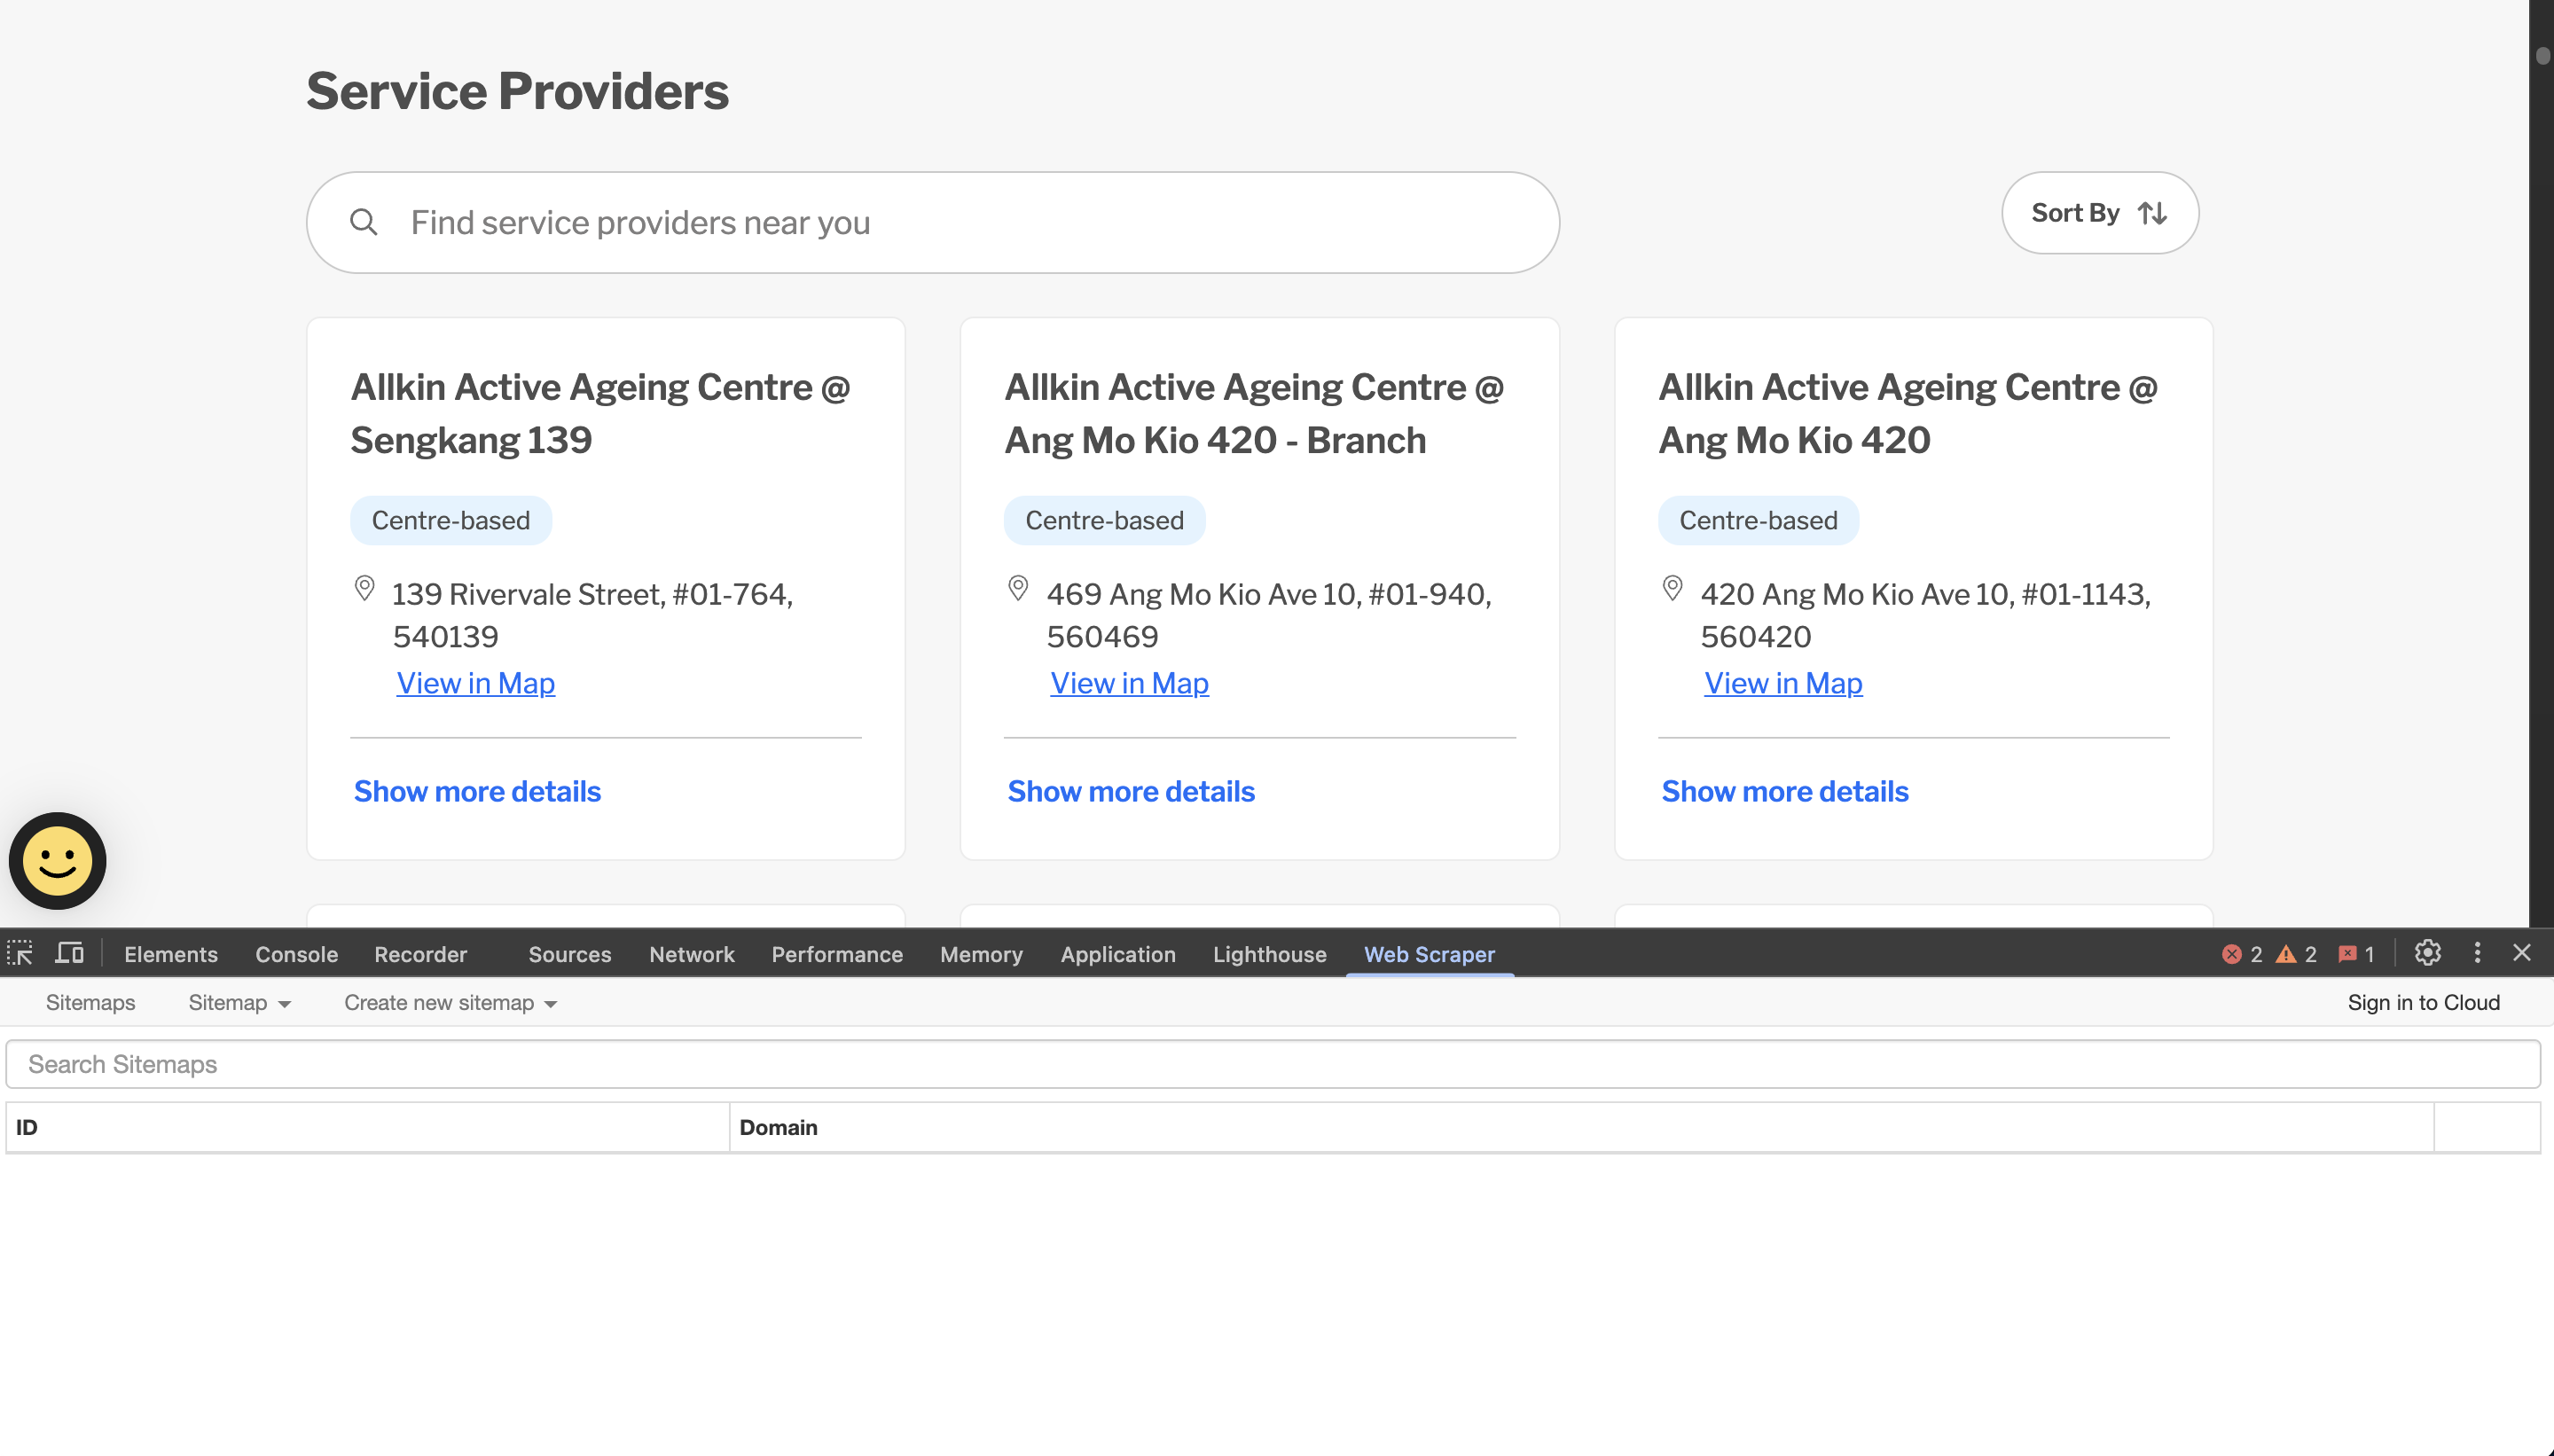 Service Providers
Find service providers near you
Sort By
Allkin Active Ageing Centre @
Sengkang 139
Centre-based
139 Rivervale Street, #01-764,
540139
View in Map
Show more details
Allkin Active Ageing Centre @
Ang Mo Kio 420 - Branch
Centre-based
469 Ang Mo Kio Ave 10, #01-940,
560469
View in Map
Show more details
Allkin Active Ageing Centre @
Ang Mo Kio 420
Centre-based
420 Ang Mo Kio Ave 10, #01-1143,
560420
View in Map
Show more details
Elements Console Recorder Sources Network Performance Memory Application Lighthouse Web Scraper 2 2 1
Sitemaps Sitemap Create new sitemap Sign in to Cloud
Search Sitemaps
ID Domain